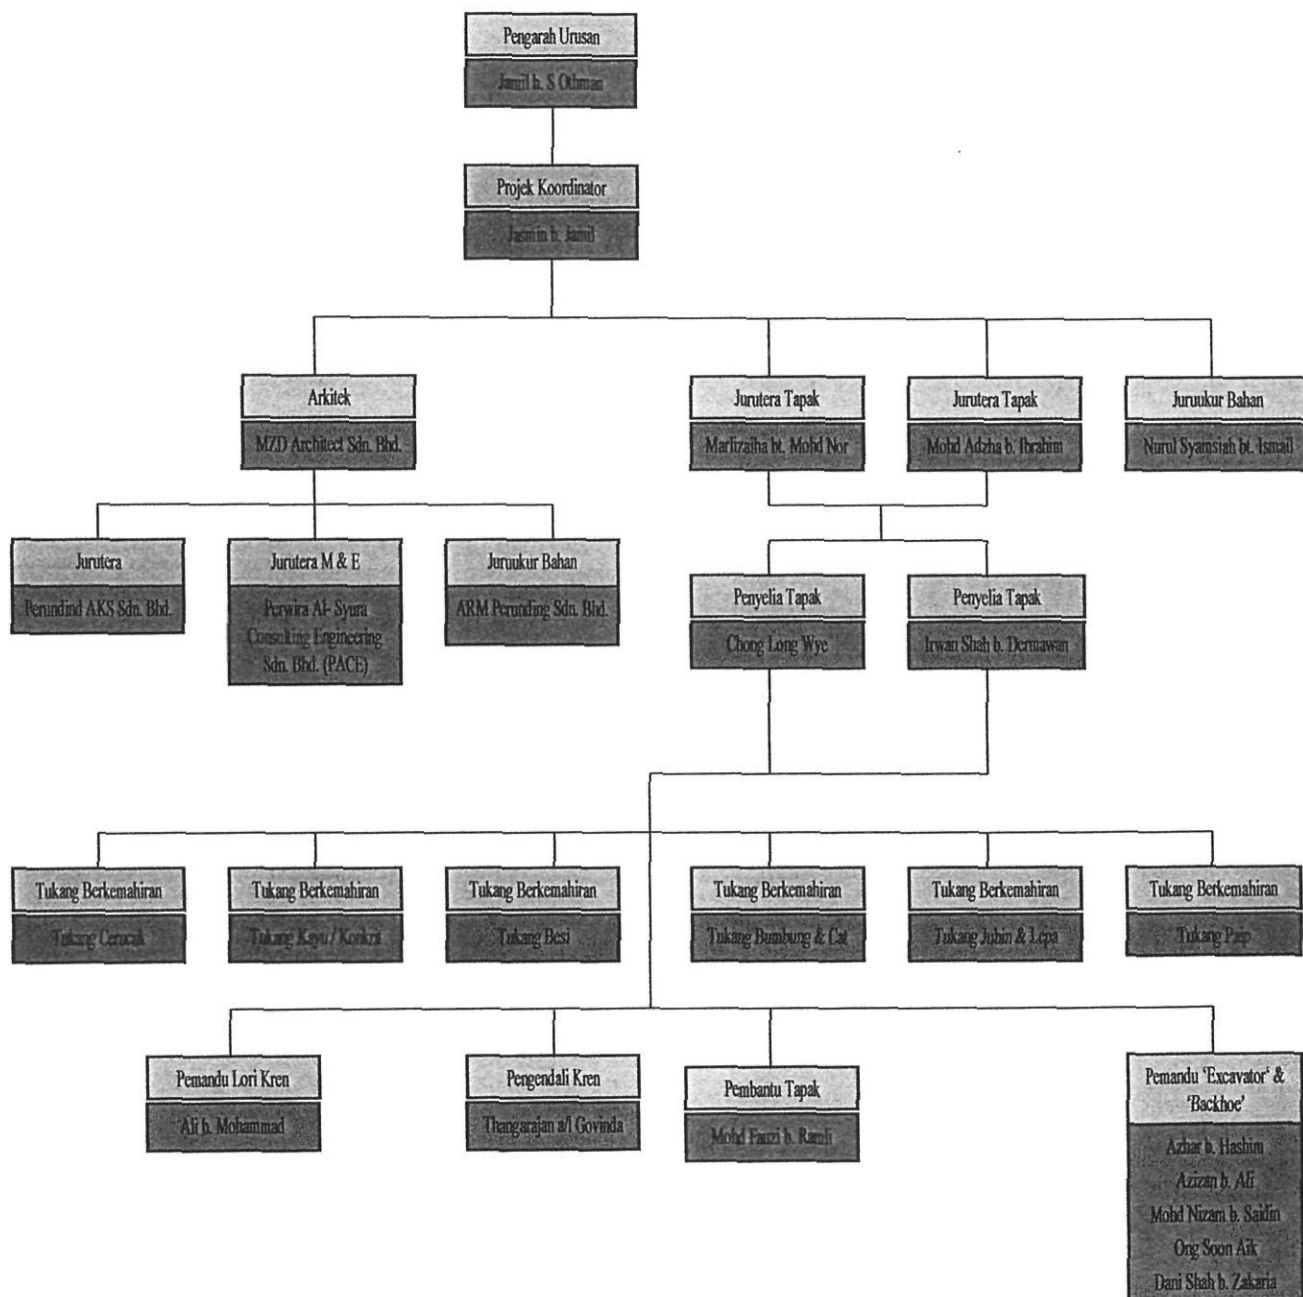 Pengarah Urusan
Jamil b. S Othman
Projek Koordinator
Jasmin b. Jamil
Arkitek
MZD Architect Sdn. Bhd.
Jurutera Tapak
Marlizaiha bt. Mohd Nor
Jurutera Tapak
Mohd Adzha b. Ibrahim
Juruukur Bahan
Nurul Syamsiah bt. Ismail
Jurutera
Perundind AKS Sdn. Bhd.
Jurutera M & E
Perwira Al- Syura
Consulting Engineering
Sdn. Bhd. (PACE)
Juruukur Bahan
ARM Perunding Sdn. Bhd.
Penyelia Tapak
Chong Long Wye
Penyelia Tapak
Irwan Shah b. Dermawan
Tukang Berkemahiran
Tukang Cerucuk
Tukang Berkemahiran
Tukang Kayu / Konkrit
Tukang Berkemahiran
Tukang Besi
Tukang Berkemahiran
Tukang Bumbung & Cat
Tukang Berkemahiran
Tukang Jubin & Lepa
Tukang Berkemahiran
Tukang Paip
Pemandu Lori Kren
Ali b. Mohammad
Pengendali Kren
Thangarajan a/l Govinda
Pembantu Tapak
Mohd Fauzi b. Ramli
Pemandu 'Excavator' &
'Backhoe'
Azhar b. Hashim
Azizan b. Ali
Mohd Nizam b. Saidin
Ong Soon Aik
Dani Shah b. Zakaria